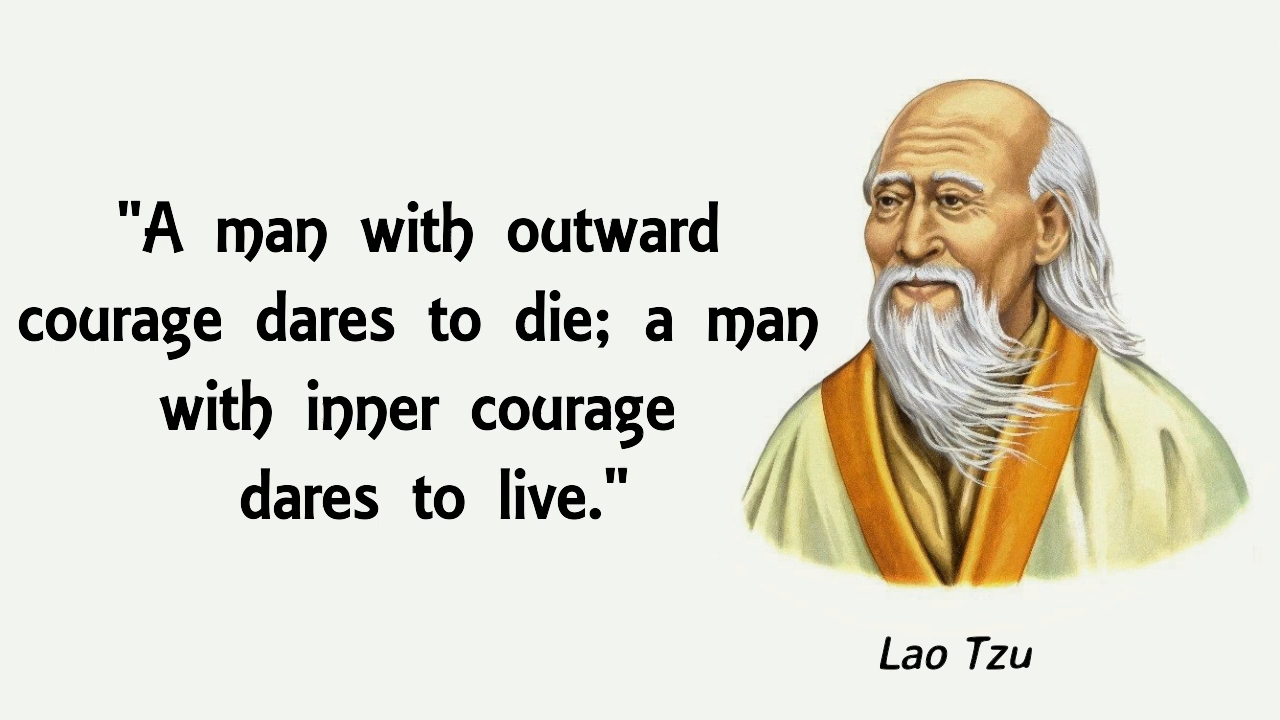 "A man with outward
courage dares to die; a man
with inner courage
dares to live."
Lao Tzu